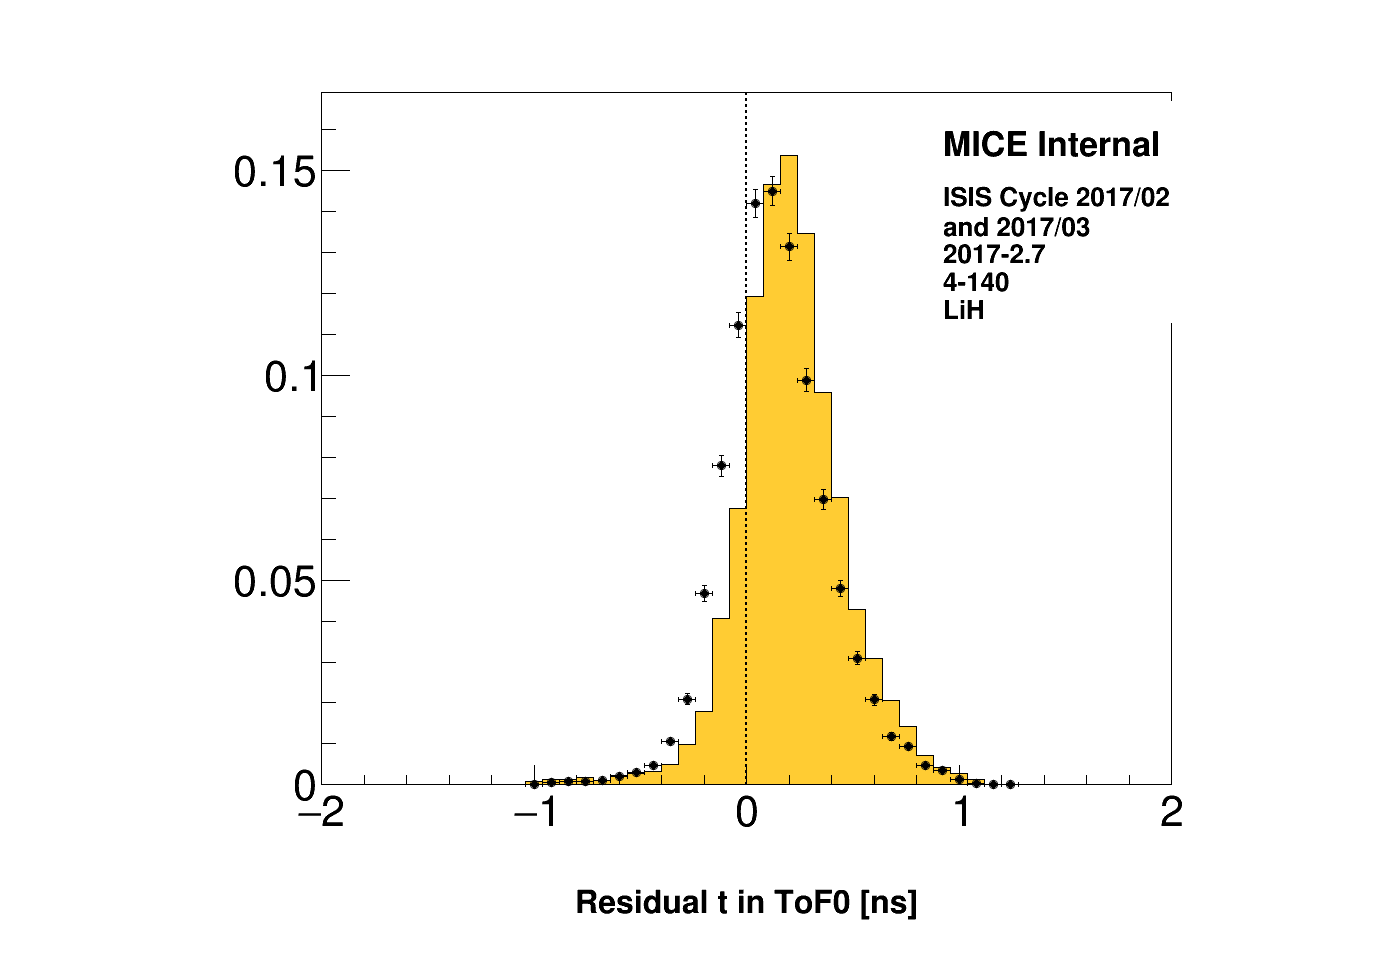 MICE Internal
ISIS Cycle 2017/02
and 2017/03
2017-2.7
4-140
LiH
0.15
0.1
0.05
0
−2 −1 0 1 2
Residual t in ToF0 [ns]